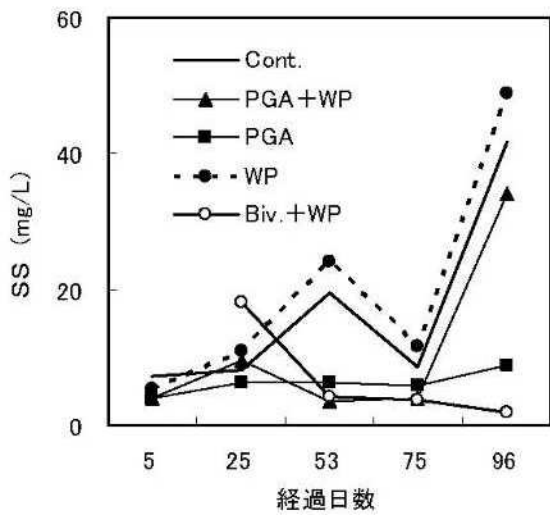 60
40
20
0
SS (mg/L)
Cont.
PGA+WP
PGA
WP
Biv.+WP
5 25 53 75 96
経過日数